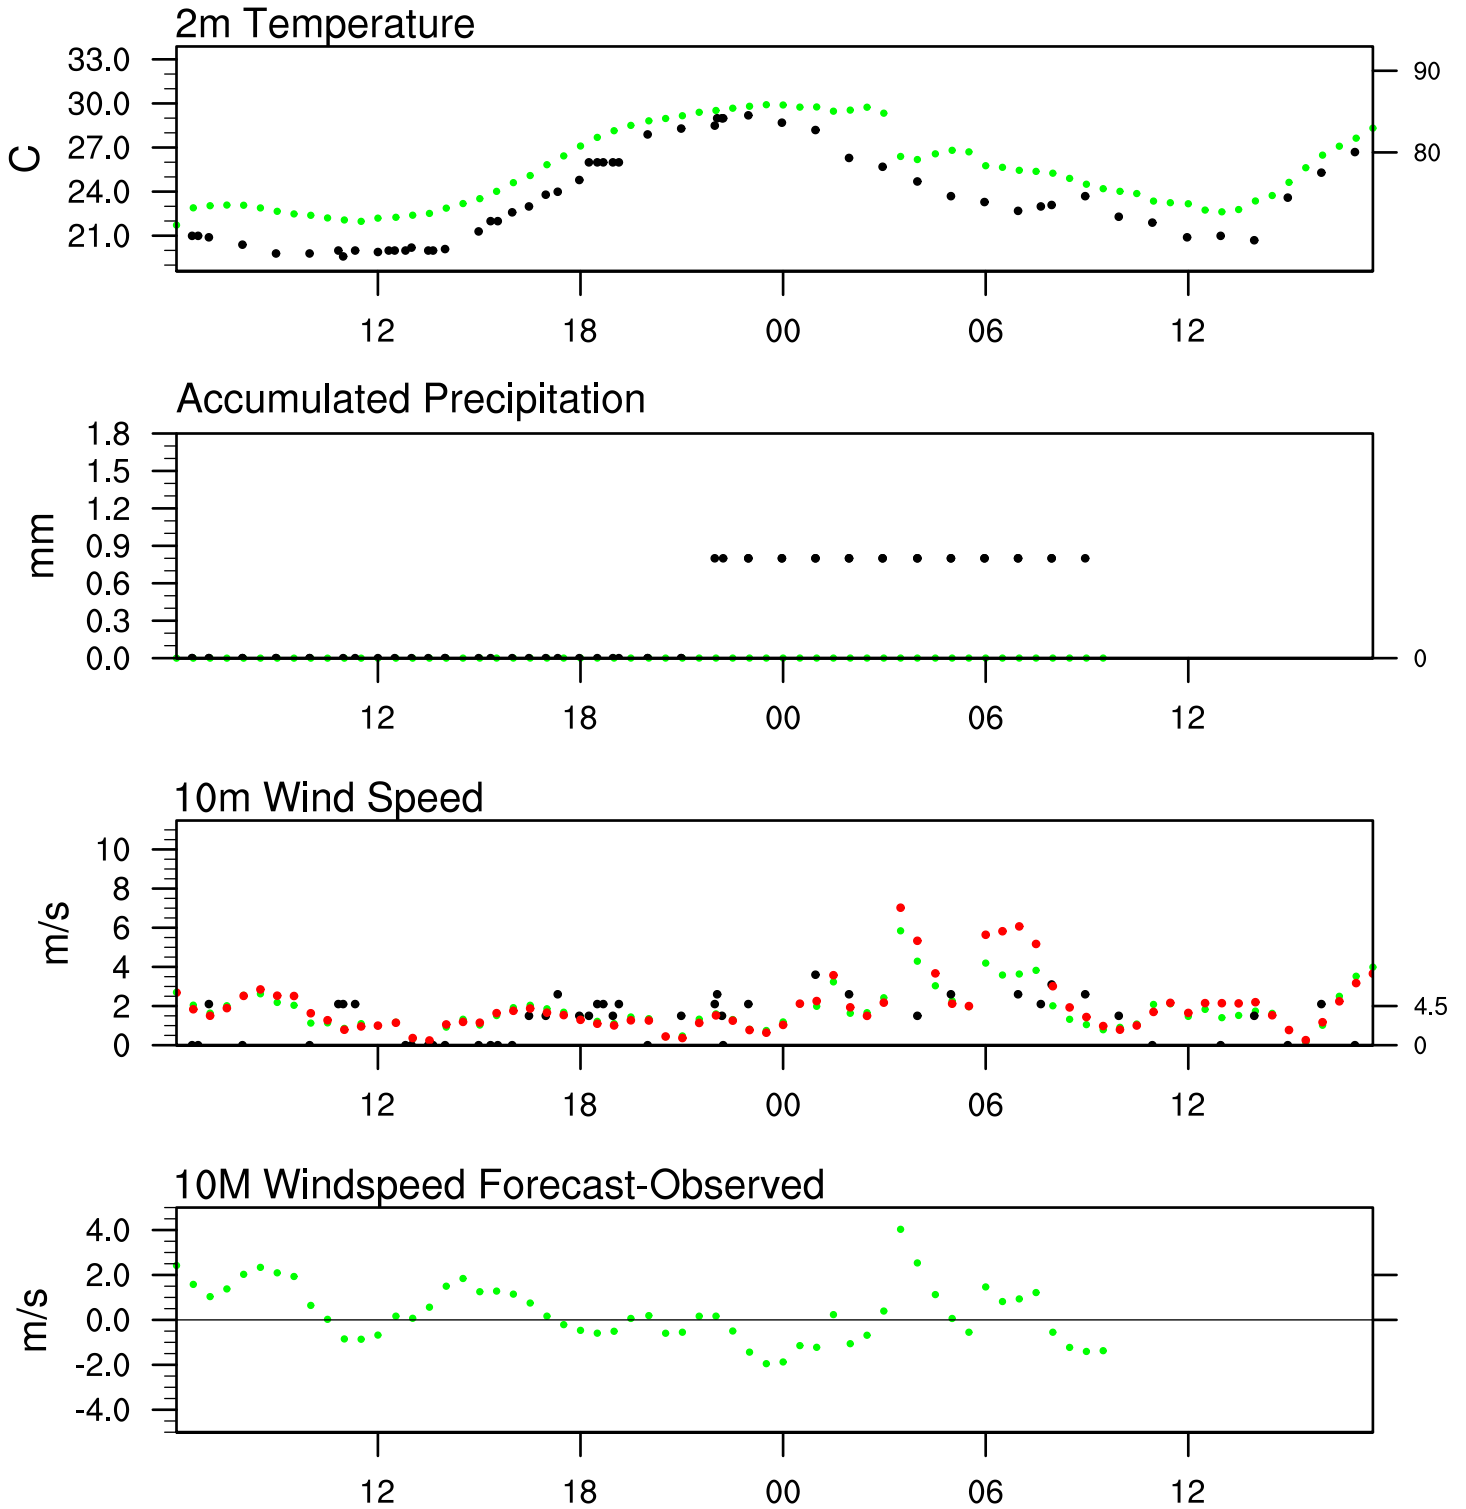 2m Temperature
33.0
30.0
27.0
24.0
21.0
C
90
80
12 18 00 06 12
Accumulated Precipitation
1.8
1.5
1.2
0.9
0.6
0.3
0.0
mm
0
12 18 00 06 12
10m Wind Speed
10
8
6
4
2
0
m/s
4.5
0
12 18 00 06 12
10M Windspeed Forecast-Observed
4.0
2.0
0.0
-2.0
-4.0
m/s
12 18 00 06 12